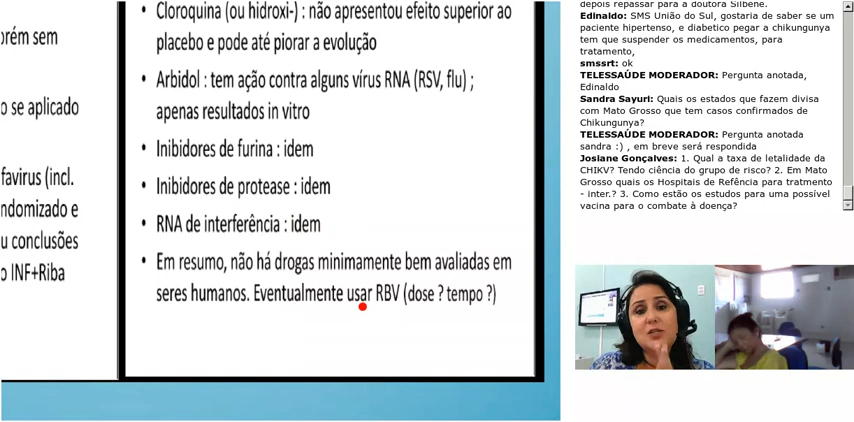 orém sem
o se aplicado
favirus (incl.
ndomizado e
u conclusões
o INF+Riba
• Cloroquina (ou hidroxi-) : não apresentou efeito superior ao
placebo e pode até piorar a evolução
• Arbidol : tem ação contra alguns vírus RNA (RSV, flu) ;
apenas resultados in vitro
• Inibidores de furina : idem
• Inibidores de protease : idem
• RNA de interferência : idem
• Em resumo, não há drogas minimamente bem avaliadas em
seres humanos. Eventualmente usar RBV (dose ? tempo ?)
depois repassar para a doutora Silbene.
Edinaldo: SMS União do Sul, gostaria de saber se um
paciente hipertenso, e diabetico pegar a chikungunya
tem que suspender os medicamentos, para
tratamento,
smssrt: ok
TELESSAÚDE MODERADOR: Pergunta anotada,
Edinaldo
Sandra Sayuri: Quais os estados que fazem divisa
com Mato Grosso que tem casos confirmados de
Chikungunya?
TELESSAÚDE MODERADOR: Pergunta anotada
sandra :) , em breve será respondida
Josiane Gonçalves: 1. Qual a taxa de letalidade da
CHIKV? Tendo ciência do grupo de risco? 2. Em Mato
Grosso quais os Hospitais de Refência para tratmento
- inter.? 3. Como estão os estudos para uma possível
vacina para o combate à doença?